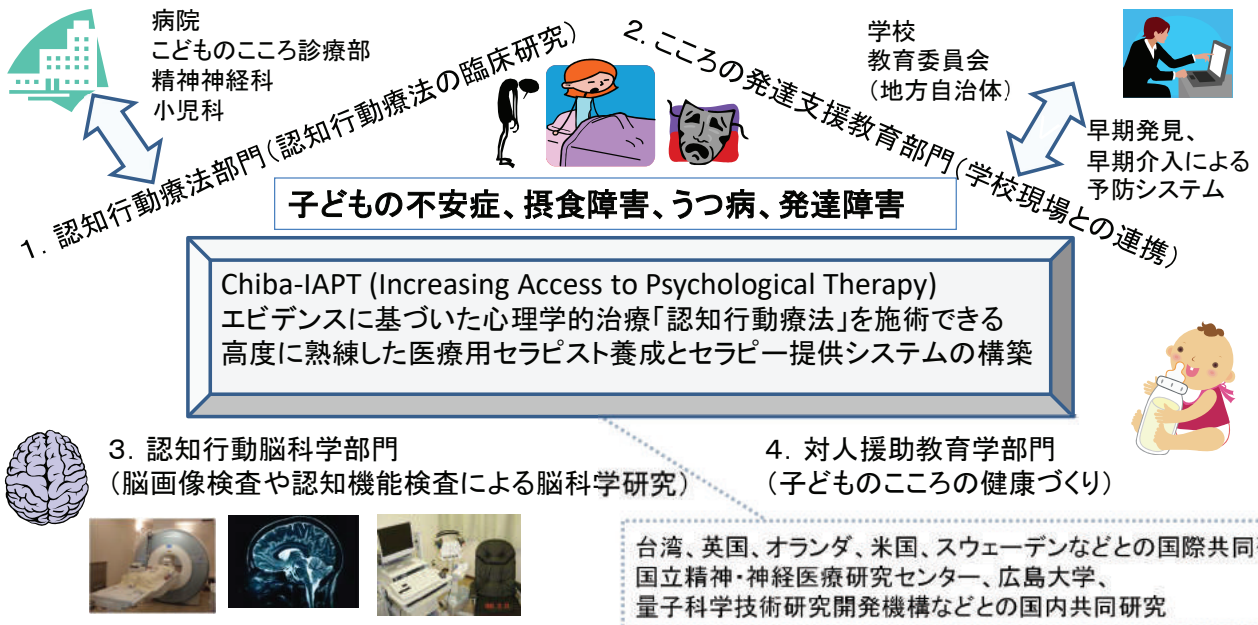 病院
こどものこころ診療部
精神神経科
小児科
1. 認知行動療法部門(認知行動療法の臨床研究)
2. こころの発達支援教育部門(学校現場との連携)
学校
教育委員会
(地方自治体)
早期発見、
早期介入による
予防システム
子どもの不安症、摂食障害、うつ病、発達障害
Chiba-IAPT (Increasing Access to Psychological Therapy)
エビデンスに基づいた心理学的治療「認知行動療法」を施術できる
高度に熟練した医療用セラピスト養成とセラピー提供システムの構築
3. 認知行動脳科学部門
(脳画像検査や認知機能検査による脳科学研究)
4. 対人援助教育学部門
(子どものこころの健康づくり)
台湾、英国、オランダ、米国、スウェーデンなどとの国際共同
国立精神・神経医療研究センター、広島大学、
量子科学技術研究開発機構などとの国内共同研究